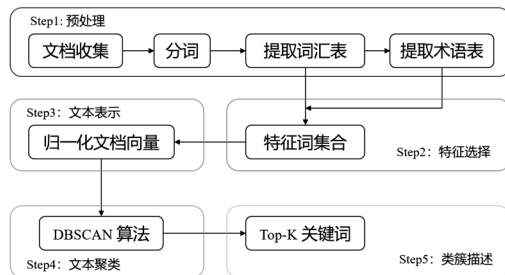 Step1: 预处理
文档收集
分词
提取词汇表
提取术语表
Step3：文本表示
归一化文档向量
特征词集合
Step2：特征选择
DBSCAN 算法
Top-K 关键词
Step4：文本聚类
Step5：类簇描述